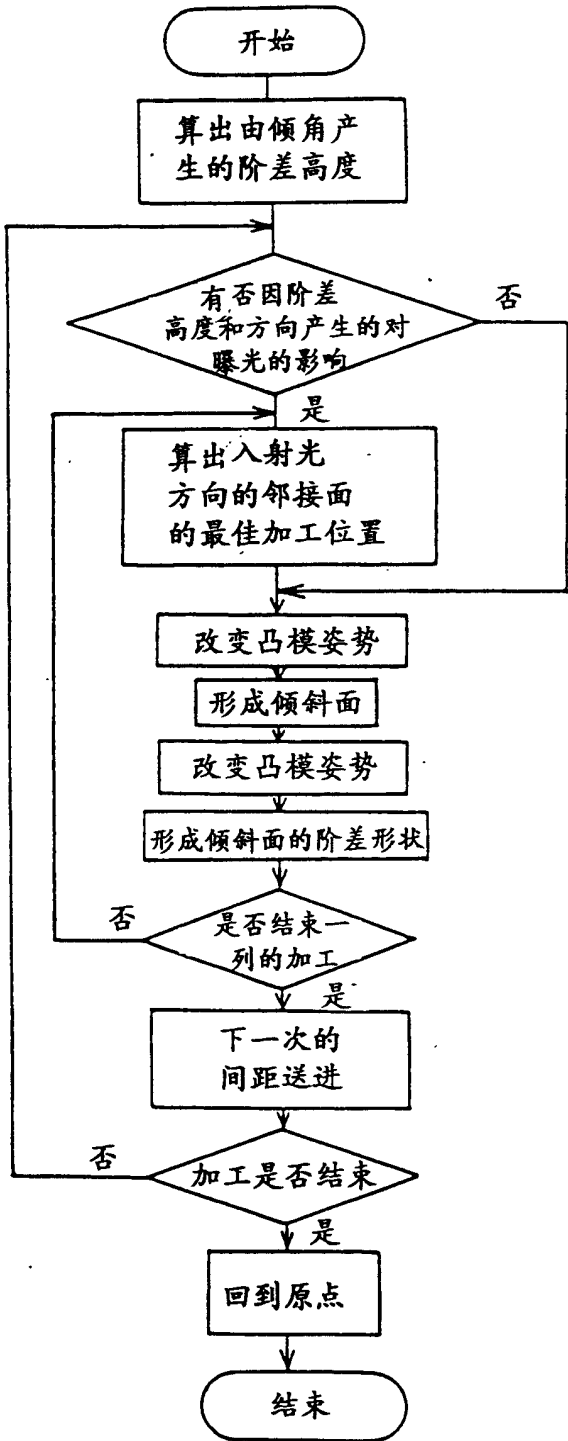 开始
算出由倾角产
生的阶差高度
有否因阶差
高度和方向产生的对
曝光的影响
否
是
算出入射光
方向的邻接面
的最佳加工位置
改变凸模姿势
形成倾斜面
改变凸模姿势
形成倾斜面的阶差形状
否
是否结束一
列的加工
是
下一次的
间距送进
否
加工是否结束
是
回到原点
结束